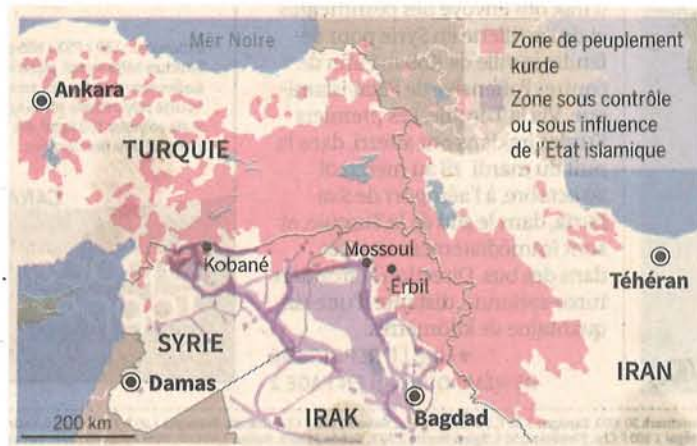 Mer Noire
Zone de peuplement
kurde
Zone sous contrôle
ou sous influence
de l'Etat islamique
Ankara
TURQUIE
Kobané
Mossoul
Erbil
Téhéran
SYRIE
IRAN
Damas
200 km
IRAK
Bagdad